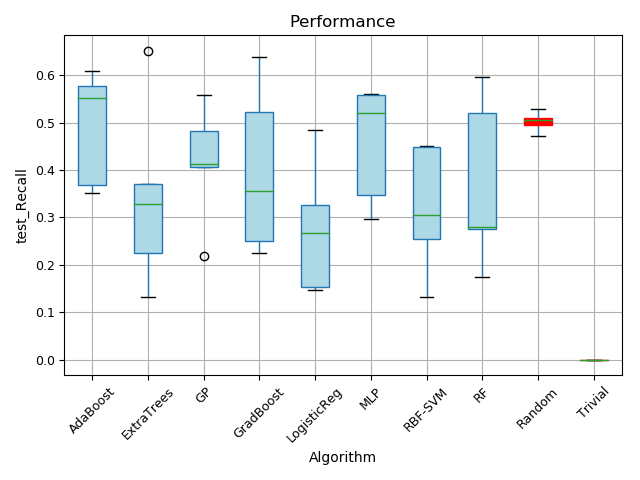 Performance
test_Recall
0.6
0.5
0.4
0.3
0.2
0.1
0.0
AdaBoost
ExtraTrees
GP
GradBoost
LogisticReg
MLP
RBF-SVM
RF
Random
Trivial
Algorithm